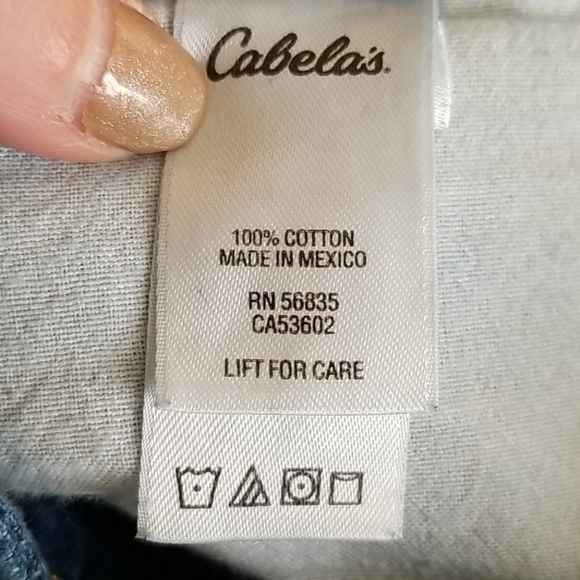 Cabela's.
100% COTTON
MADE IN MEXICO
RN 56835
CA53602
LIFT FOR CARE